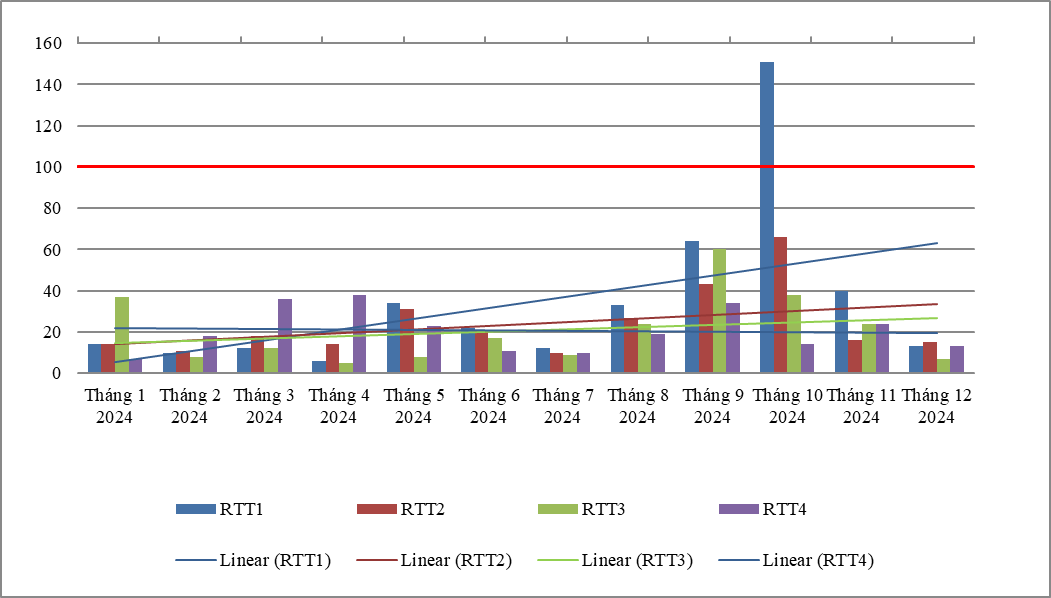 160
140
120
100
80
60
40
20
0
Tháng 1 Tháng 2 Tháng 3 Tháng 4 Tháng 5 Tháng 6 Tháng 7 Tháng 8 Tháng 9 Tháng 10 Tháng 11 Tháng 12
2024 2024 2024 2024 2024 2024 2024 2024 2024 2024 2024 2024
RTT1 RTT2 RTT3 RTT4
Linear (RTT1) Linear (RTT2) Linear (RTT3) Linear (RTT4)